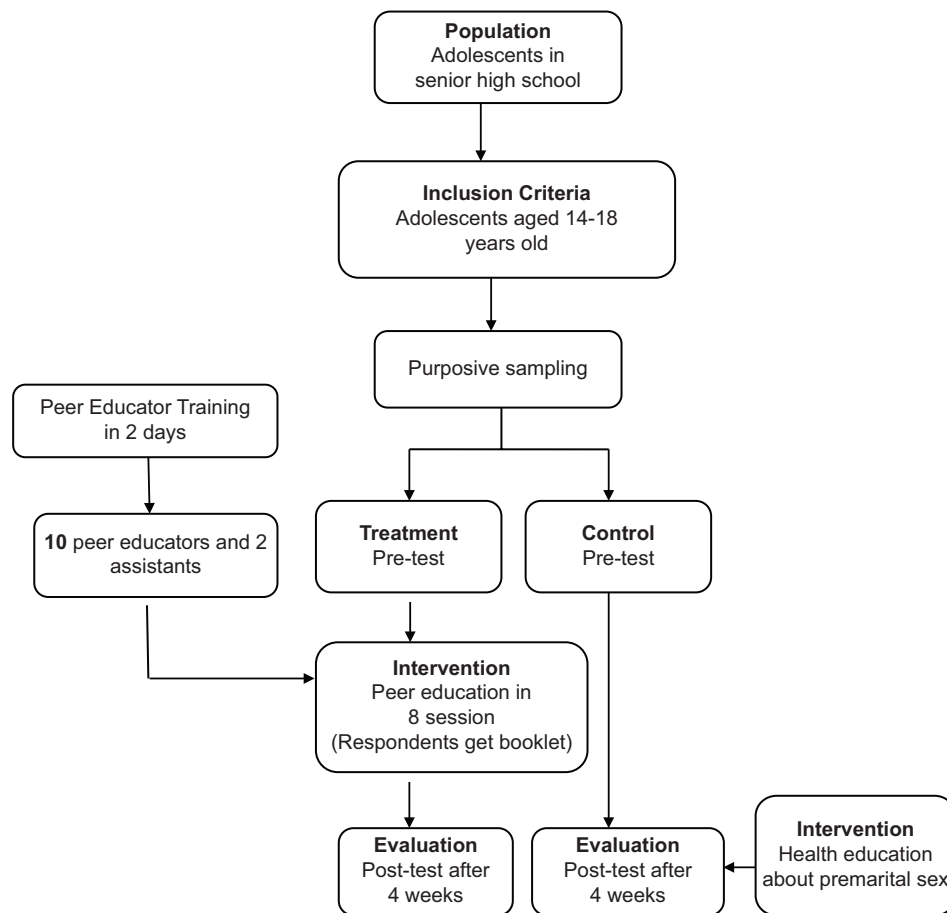 Population
Adolescents in
senior high school
Inclusion Criteria
Adolescents aged 14-18
years old
Purposive sampling
Peer Educator Training
in 2 days
10 peer educators and 2
assistants
Treatment
Pre-test
Control
Pre-test
Intervention
Peer education in
8 session
(Respondents get booklet)
Evaluation
Post-test after
4 weeks
Evaluation
Post-test after
4 weeks
Intervention
Health education
about premarital sex